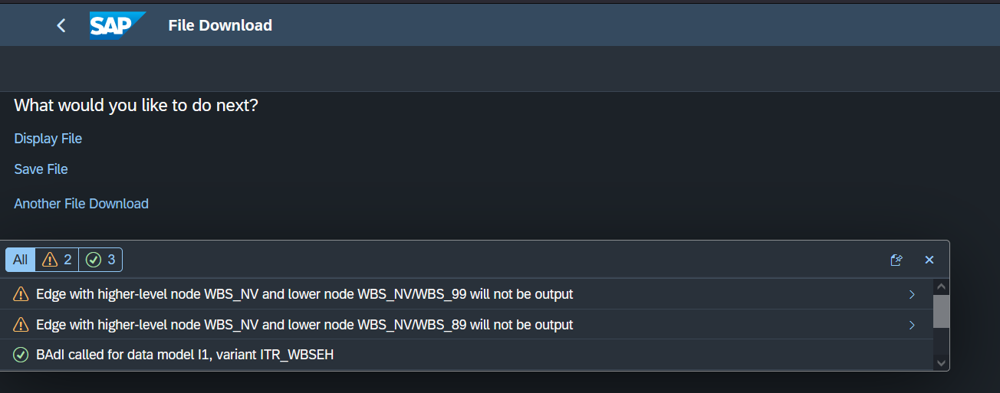 SAP File Download
What would you like to do next?
Display File
Save File
Another File Download
All 2 3
Edge with higher-level node WBS_NV and lower node WBS_NV/WBS_99 will not be output
Edge with higher-level node WBS_NV and lower node WBS_NV/WBS_89 will not be output
BAdI called for data model I1, variant ITR_WBSEH